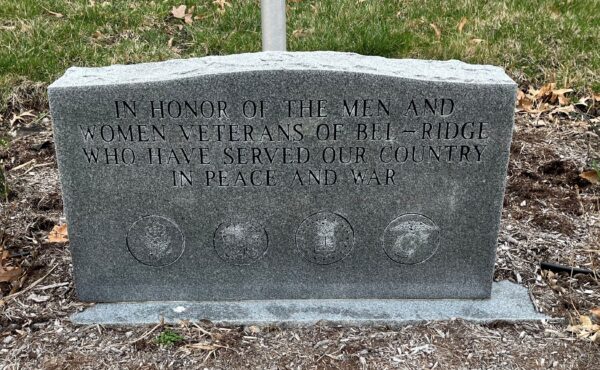 IN HONOR OF THE MEN AND
WOMEN VETERANS OF BEL-RIDGE
WHO HAVE SERVED OUR COUNTRY
IN PEACE AND WAR